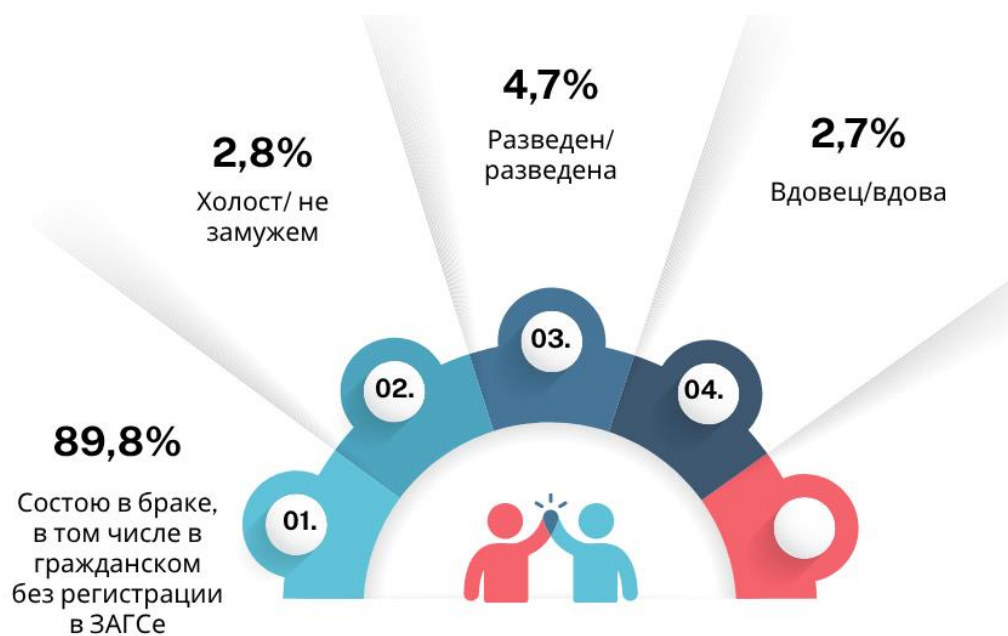 89,8%
Состою в браке,
в том числе в
гражданском
без регистрации
в ЗАГСе
01.
2,8%
Холост/ не
замужем
02.
4,7%
Разведен/
разведена
03.
2,7%
Вдовец/вдова
04.